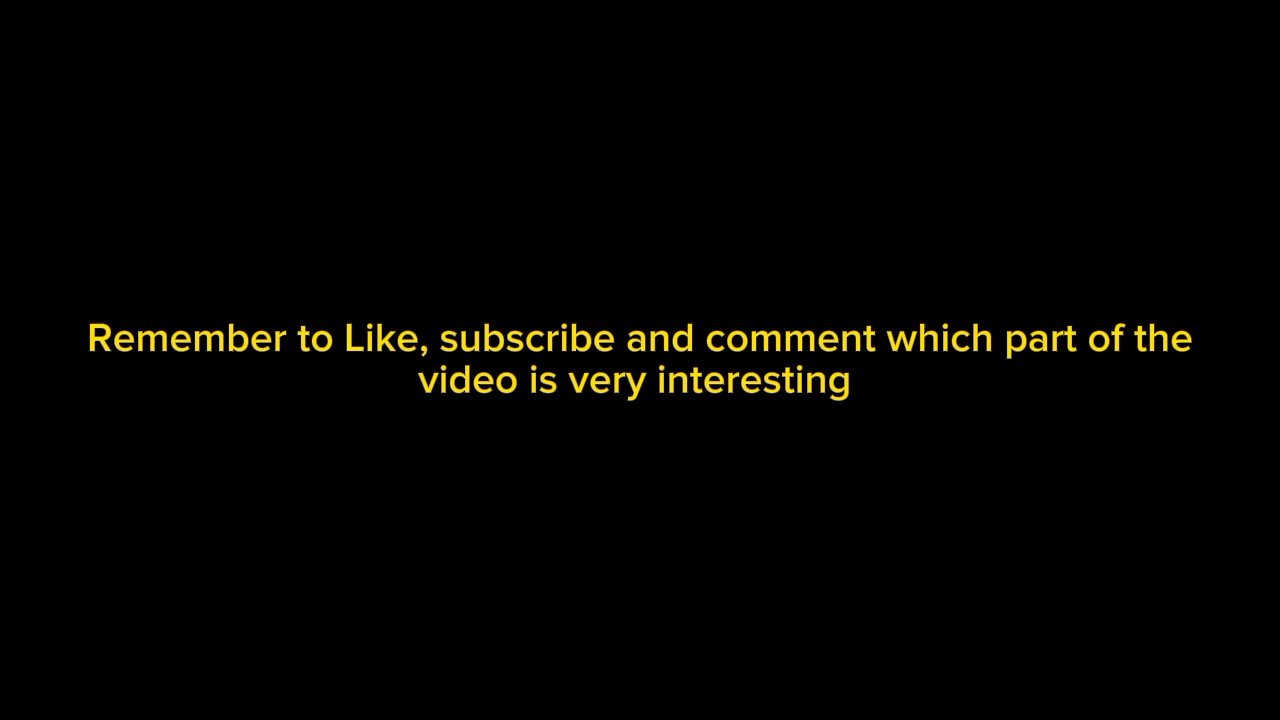 Remember to Like, subscribe and comment which part of the
video is very interesting